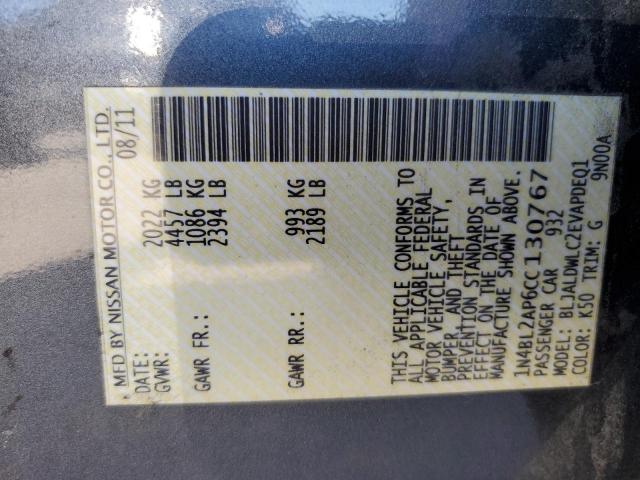 MFD BY NISSAN MOTOR CO., LTD.
DATE: 08/11
GVWR: 2022 KG
4457 LB
GAWR FR.: 1086 KG
2394 LB
GAWR RR.: 993 KG
2189 LB
THIS VEHICLE CONFORMS TO
ALL APPLICABLE FEDERAL
MOTOR VEHICLE SAFETY,
BUMPER, AND THEFT
PREVENTION STANDARDS IN
EFFECT ON THE DATE OF
MANUFACTURE SHOWN ABOVE.
1N4BL2AP6CC130767
PASSENGER CAR 932
MODEL: BLJALDWLCZEVAPDEQ1
COLOR: K50 TRIM: G 9N00A